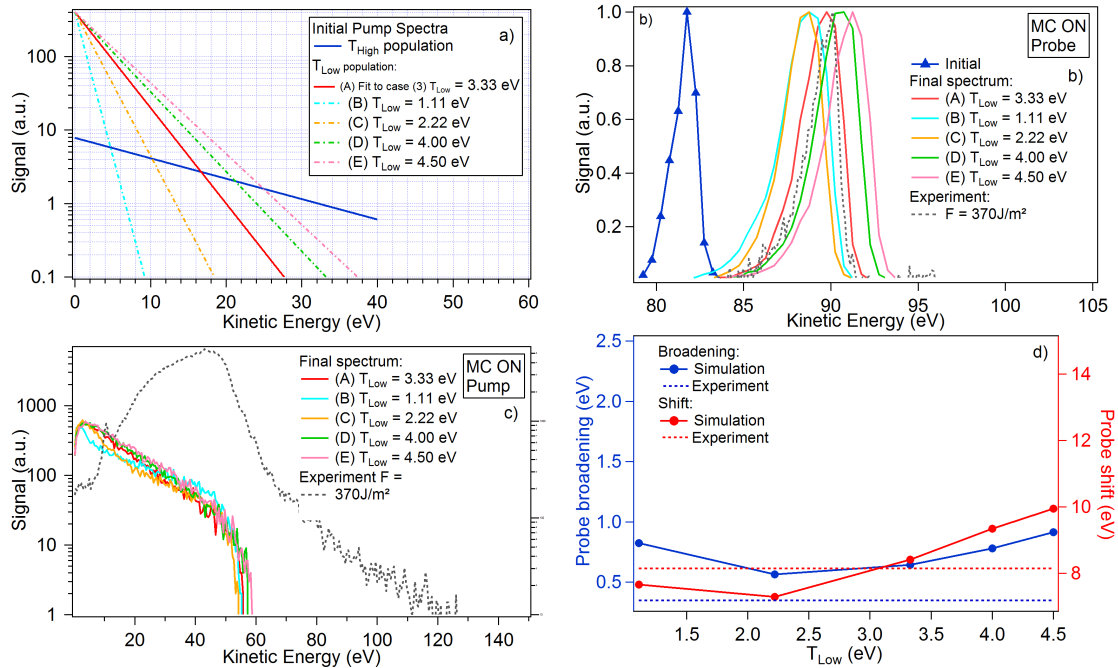 Initial Pump Spectra
a)
T_High population
T_Low population:
(A) Fit to case (3) T_Low = 3.33 eV
(B) T_Low = 1.11 eV
(C) T_Low = 2.22 eV
(D) T_Low = 4.00 eV
(E) T_Low = 4.50 eV
Signal (a.u.)
100
10
1
0.1
0 10 20 30 40 50 60
Kinetic Energy (eV)
b)
MC ON
Probe
b)
Initial
Final spectrum:
(A) T_Low = 3.33 eV
(B) T_Low = 1.11 eV
(C) T_Low = 2.22 eV
(D) T_Low = 4.00 eV
(E) T_Low = 4.50 eV
Experiment:
F = 370J/m²
Signal (a.u.)
1.0
0.8
0.6
0.4
0.2
80 85 90 95 100 105
Kinetic Energy (eV)
Final spectrum:
MC ON
Pump
c)
(A) T_Low = 3.33 eV
(B) T_Low = 1.11 eV
(C) T_Low = 2.22 eV
(D) T_Low = 4.00 eV
(E) T_Low = 4.50 eV
Experiment F =
370J/m²
Signal (a.u.)
1000
100
10
1
20 40 60 80 100 120 140
Kinetic Energy (eV)
d)
Broadening:
Simulation
Experiment
Shift:
Simulation
Experiment
Probe broadening (eV)
2.5
2.0
1.5
1.0
0.5
Probe shift (eV)
14
12
10
8
1.5 2.0 2.5 3.0 3.5 4.0 4.5
T_Low (eV)